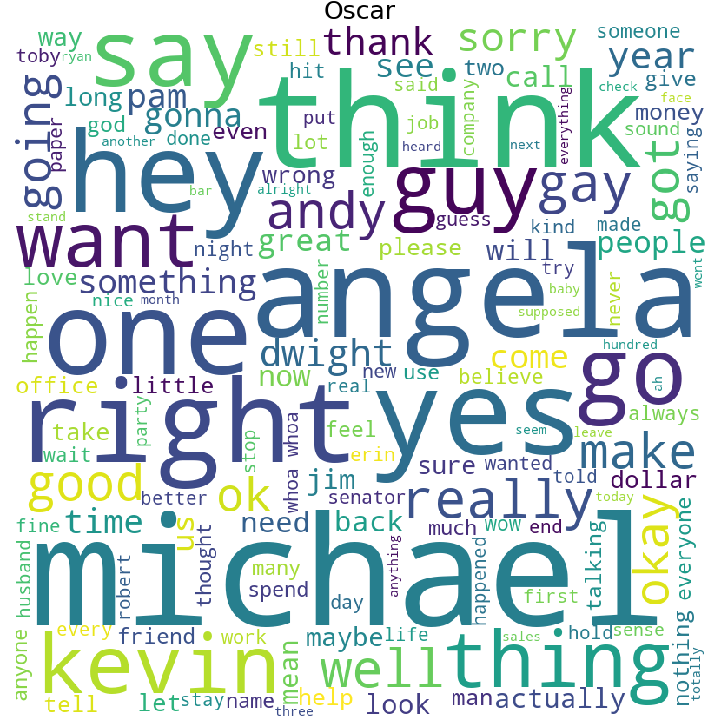 Oscar
way
toby ryan
say
still
thank
sorry
someone
year
see
two
call
said
hit
check
give
face
money
going
long
pam
god
gonna
think
put
lot
job
company
everything
got
sound
saying
paper
another
done
even
hey
wrong
enough
heard
next
guy
gay
bar
alright
stand
want
andy
guess
kind
made
night
great
please
will
people
love
something
try
went
happen
nice
month
number
angela
never
baby
supposed
one
dwight
come
hundred
office
little
now
new
use
believe
real
ah
go
right
yes
take
party
wait
stop
feel
erin
always
seem
leave
make
jim
sure
wanted
told
dollar
good
better
ok
whoa whoa
senator
really
today
okay
fine
time
us
need
back
much
wow
end
michael
thought
anything
happened
talking
everyone
nothing
husband
anyone
robert
spend
many
day
first
every
friend
work
maybe
life
sales
hold
sense
kevin
mean
well
thing
totally
tell
let
stay
name
help
three
look
man
actually